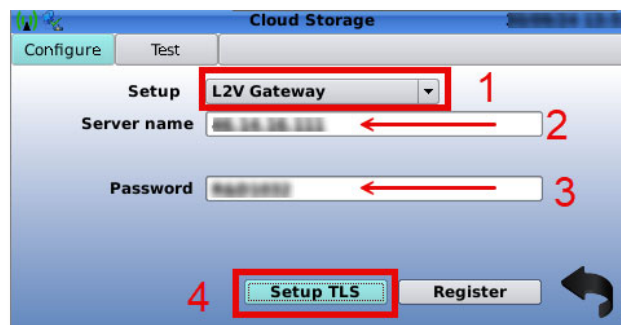 Cloud Storage
Configure Test
Setup L2V Gateway 1
Server name 2
Password 3
4 Setup TLS Register